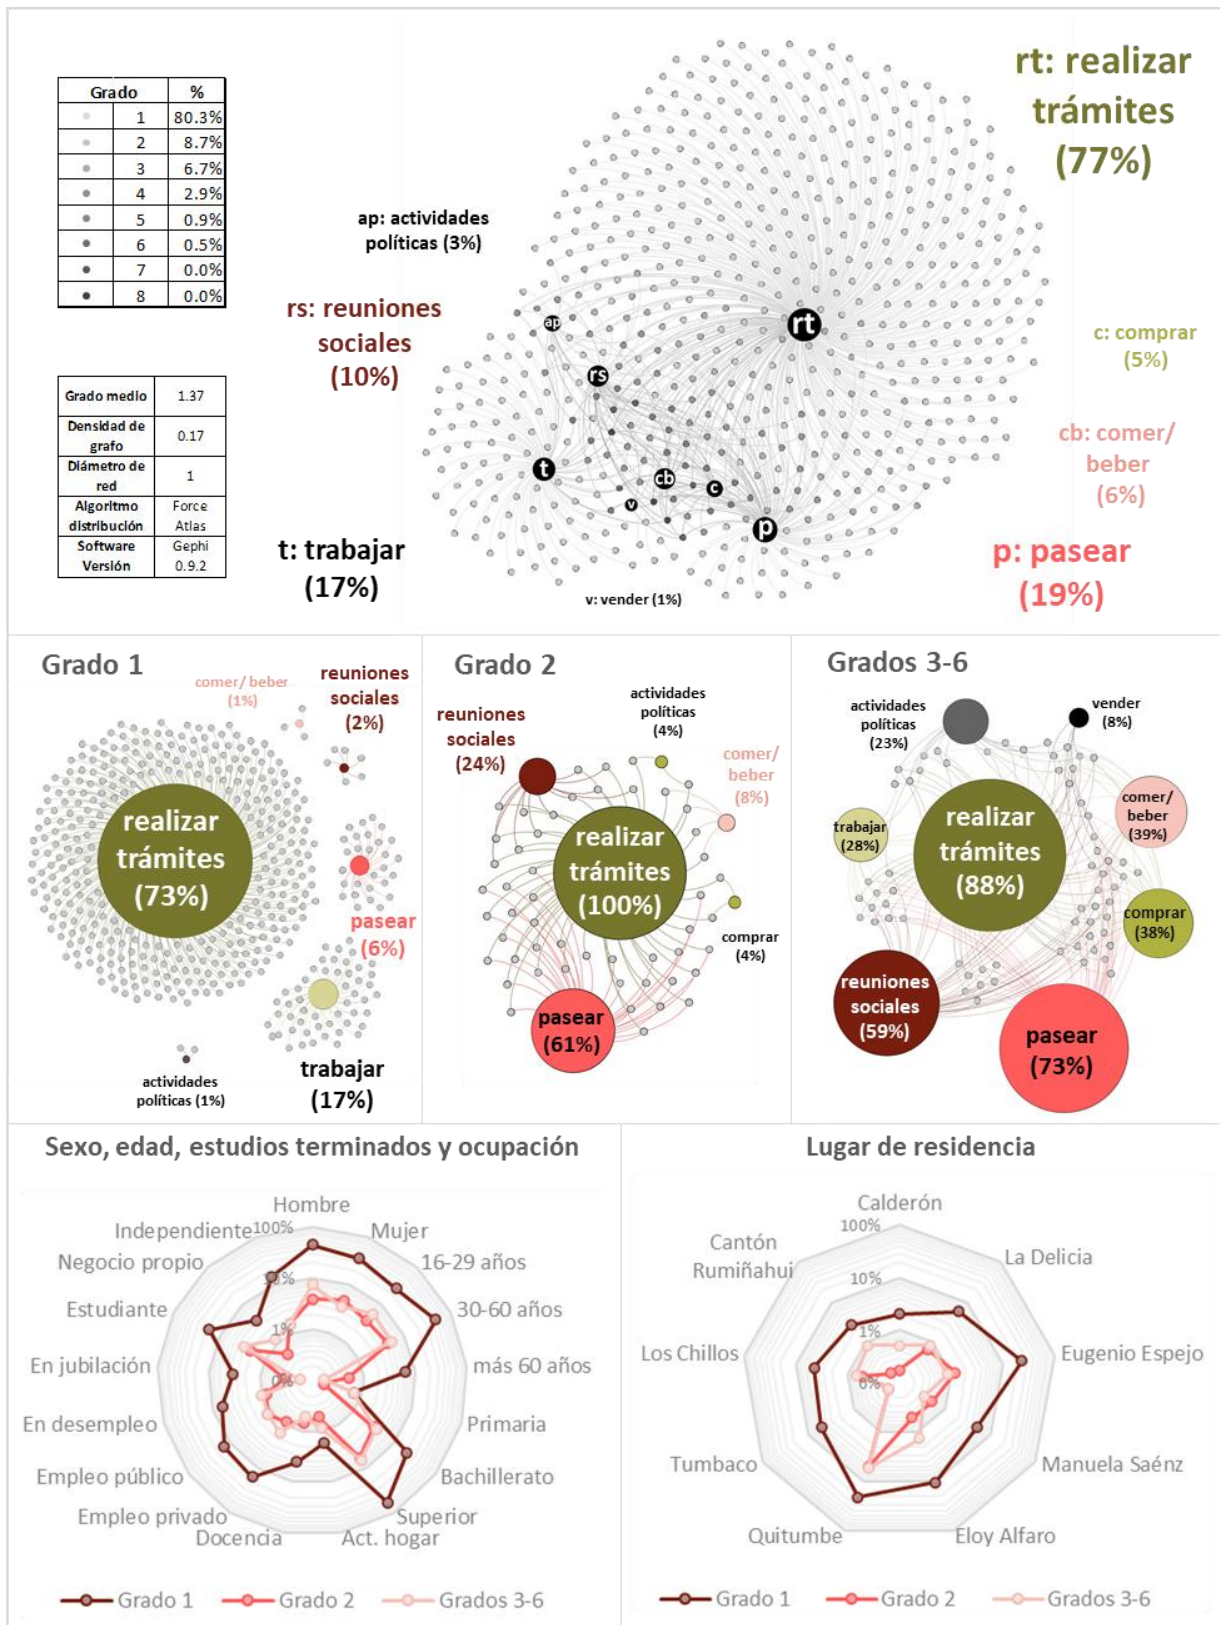 Grado %
1 80.3%
2 8.7%
3 6.7%
4 2.9%
5 0.9%
6 0.5%
7 0.0%
8 0.0%
Grado medio 1.37
Densidad de
grafo 0.17
Diámetro de
red 1
Algoritmo
distribución
Force
Atlas
Software
Versión
Gephi
0.9.2
rt: realizar
trámites
(77%)
ap: actividades
políticas (3%)
rs: reuniones
sociales
(10%)
c: comprar
(5%)
cb: comer/
beber
(6%)
t: trabajar
(17%)
p: pasear
(19%)
v: vender (1%)
rt
ap
rs
t
cb
c
v
p
Grado 1
comer/ beber
(1%)
reuniones
sociales
(2%)
realizar
trámites
(73%)
pasear
(6%)
trabajar
(17%)
actividades
políticas (1%)
Grado 2
reuniones
sociales
(24%)
actividades
políticas
(4%)
comer/
beber
(8%)
realizar
trámites
(100%)
comprar
(4%)
pasear
(61%)
Grados 3-6
actividades
políticas
(23%)
vender
(8%)
comer/
beber
(39%)
trabajar
(28%)
realizar
trámites
(88%)
comprar
(38%)
reuniones
sociales
(59%)
pasear
(73%)
Sexo, edad, estudios terminados y ocupación
Hombre
Mujer
16-29 años
30-60 años
más 60 años
Primaria
Bachillerato
Superior
Act. hogar
Docencia
Empleo privado
Empleo público
En desempleo
En jubilación
Estudiante
Negocio propio
Independiente
100%
10%
1%
0%
Grado 1
Grado 2
Grados 3-6
Lugar de residencia
Calderón
La Delicia
Eugenio Espejo
Manuela Saénz
Eloy Alfaro
Quitumbe
Tumbaco
Los Chillos
Cantón
Rumiñahui
100%
10%
1%
0%
Grado 1
Grado 2
Grados 3-6